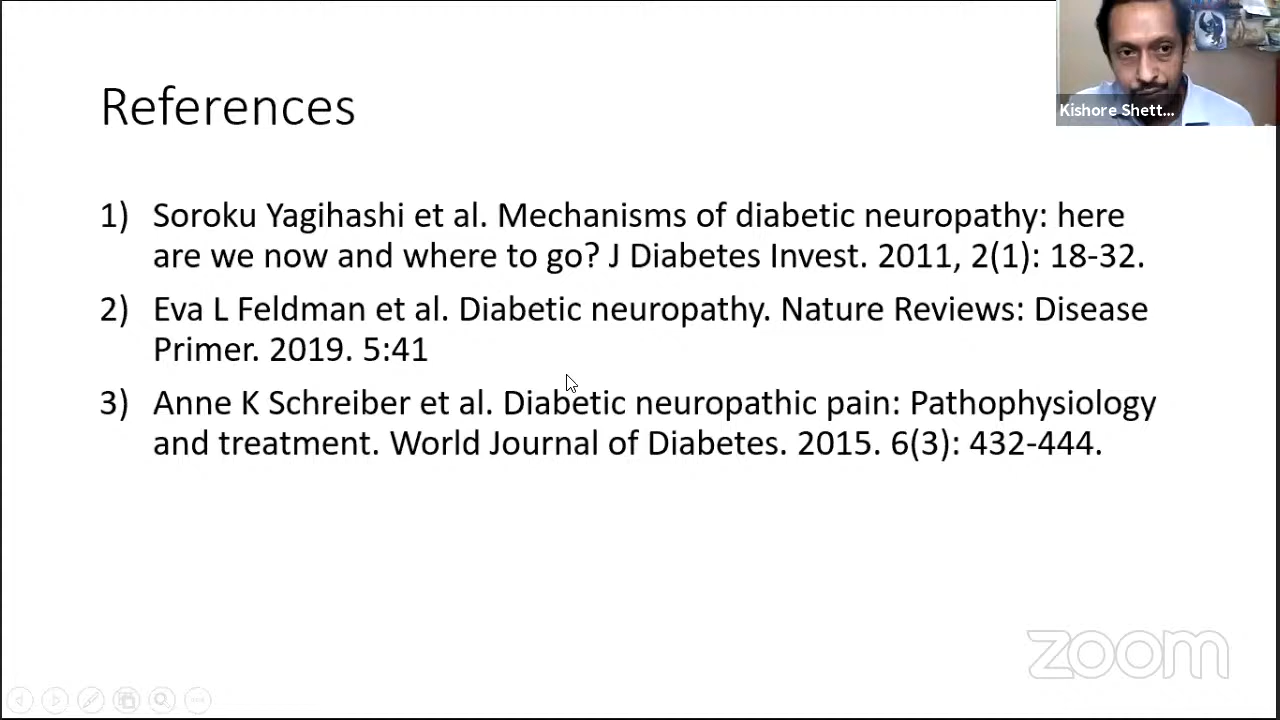 References
Kishore Shett...
1) Soroku Yagihashi et al. Mechanisms of diabetic neuropathy: here
are we now and where to go? J Diabetes Invest. 2011, 2(1): 18-32.
2) Eva L Feldman et al. Diabetic neuropathy. Nature Reviews: Disease
Primer. 2019. 5:41
3) Anne K Schreiber et al. Diabetic neuropathic pain: Pathophysiology
and treatment. World Journal of Diabetes. 2015. 6(3): 432-444.
zoom